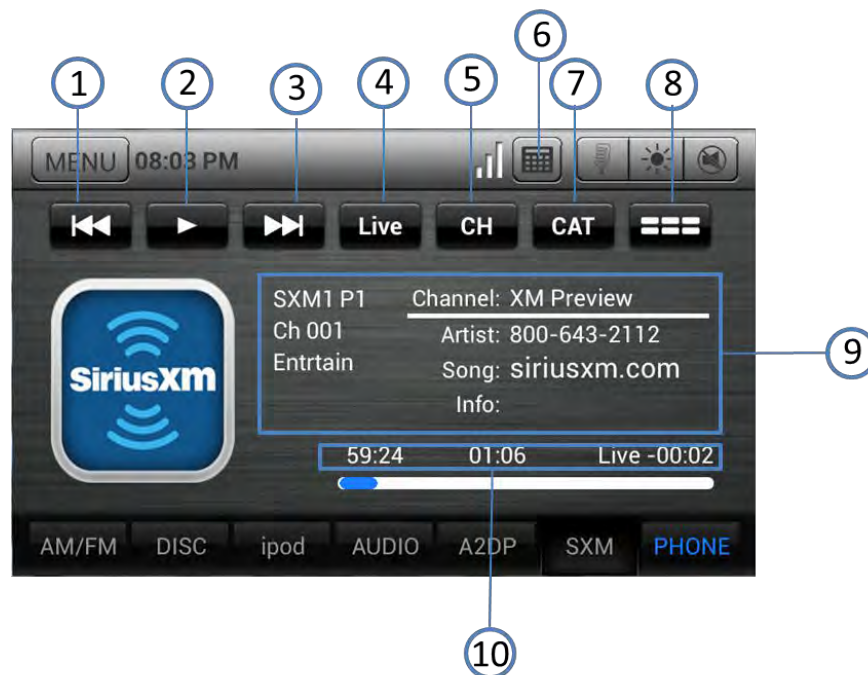 6
1 2 3 4 5 7 8
MENU 08:03 PM
Live CH CAT
SXM1 P1 Channel: XM Preview
Ch 001 Artist: 800-643-2112
Entrtain Song: siriusxm.com
Info:
SiriusXM
9
59:24 01:06 Live -00:02
AM/FM DISC ipod AUDIO A2DP SXM PHONE
10